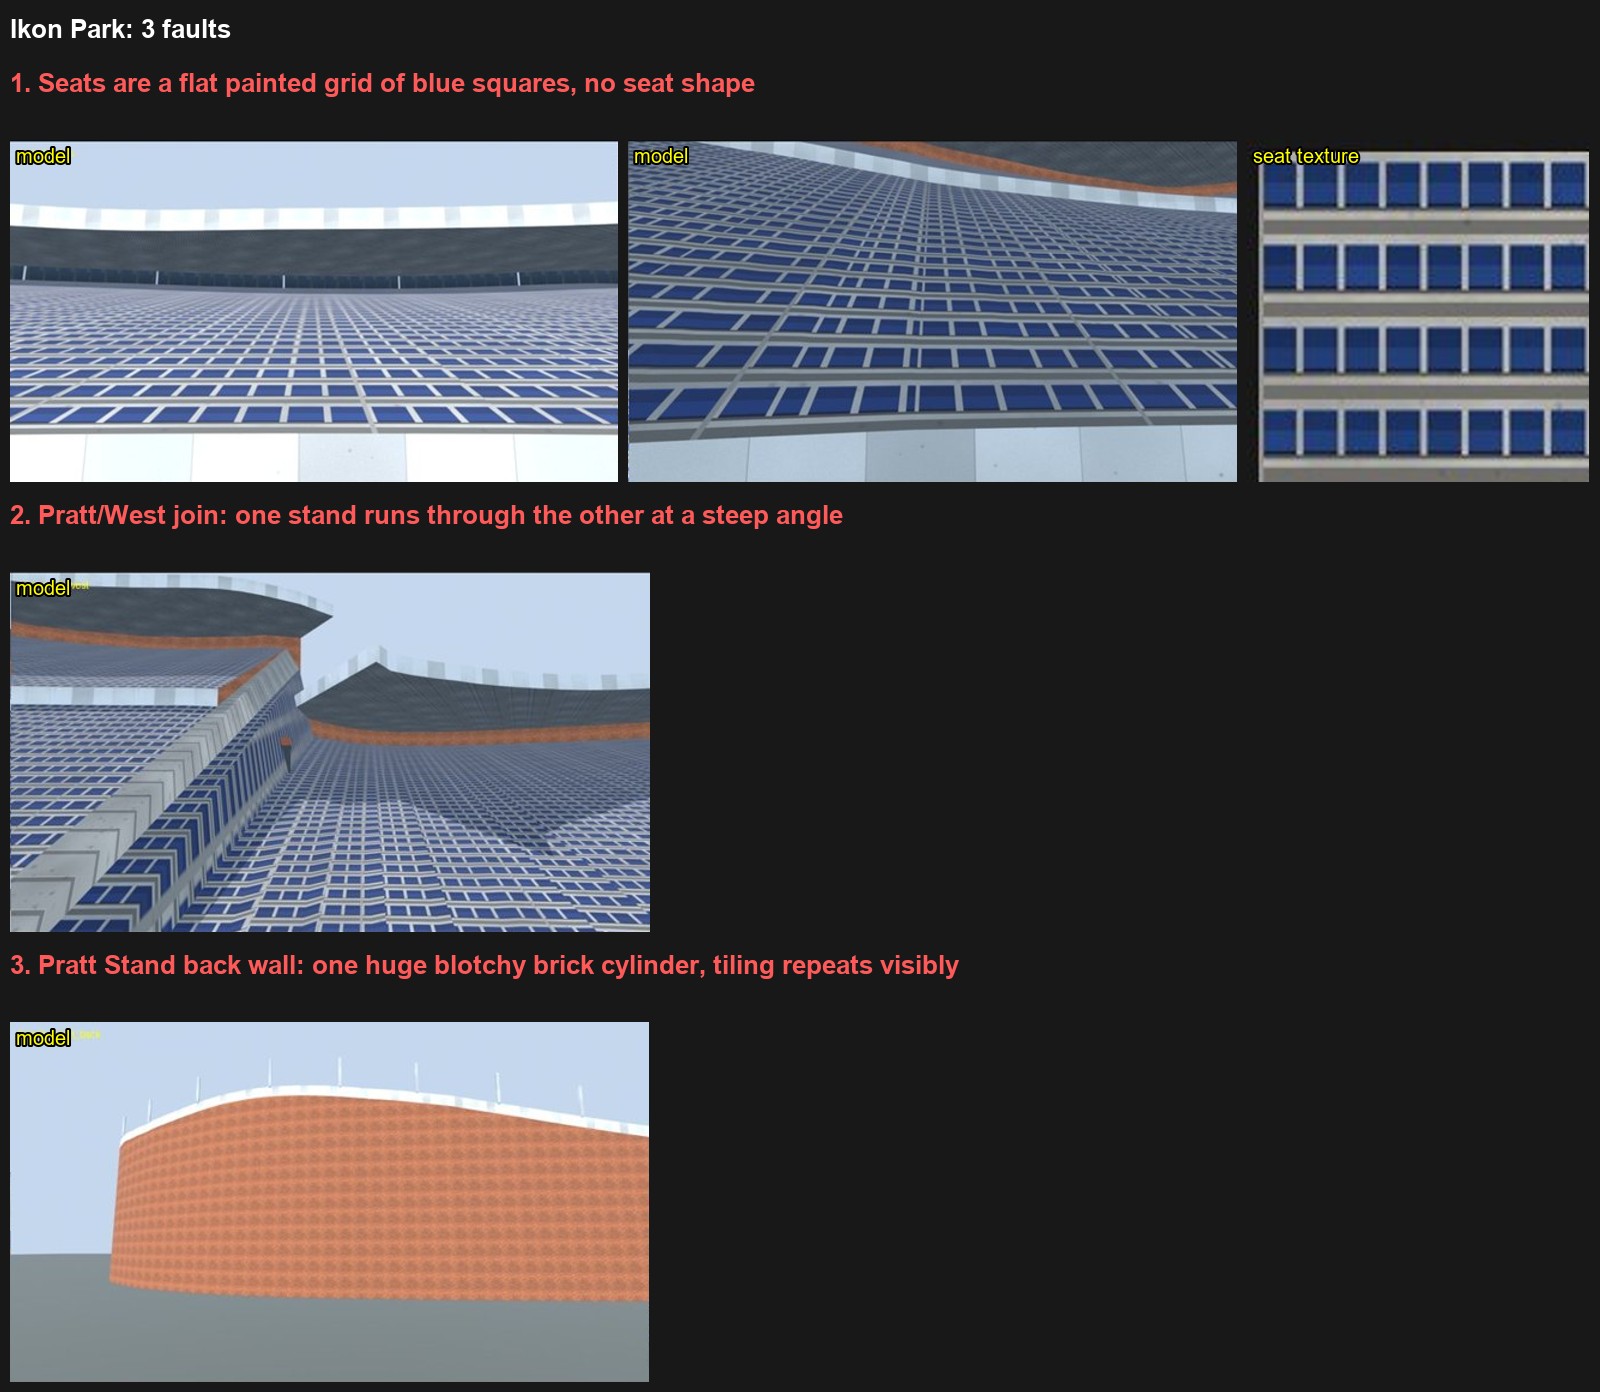 Ikon Park: 3 faults
1. Seats are a flat painted grid of blue squares, no seat shape
model
model
seat texture
2. Pratt/West join: one stand runs through the other at a steep angle
model
3. Pratt Stand back wall: one huge blotchy brick cylinder, tiling repeats visibly
model